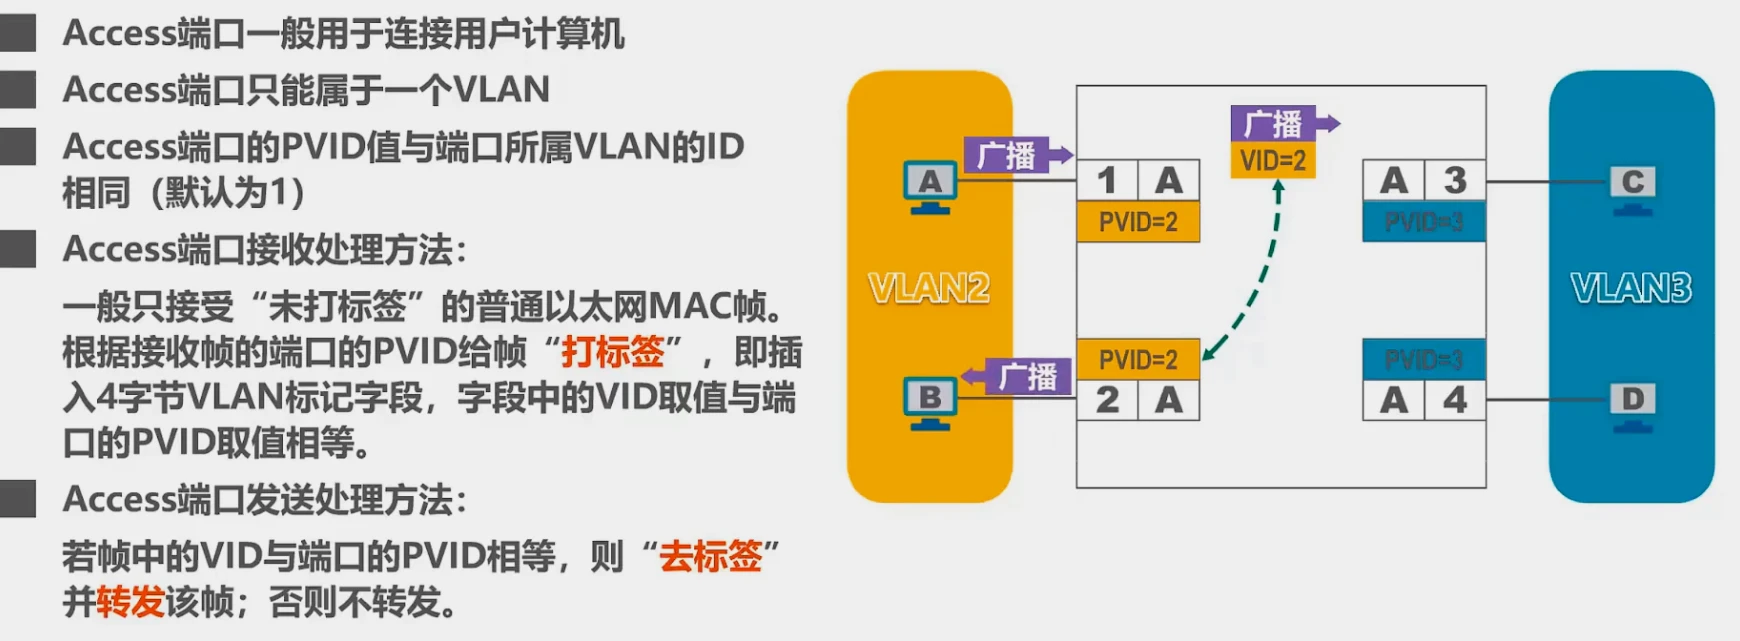 Access端口一般用于连接用户计算机
Access端口只能属于一个VLAN
Access端口的PVID值与端口所属VLAN的ID
相同（默认为1）
Access端口接收处理方法：
一般只接受“未打标签”的普通以太网MAC帧。
根据接收帧的端口的PVID给帧“打标签”，即插
入4字节VLAN标记字段，字段中的VID取值与端
口的PVID取值相等。
Access端口发送处理方法：
若帧中的VID与端口的PVID相等，则“去标签”
并转发该帧；否则不转发。
广播
VID=2
广播
A
1 A
PVID=2
A 3
PVID=3
C
VLAN2
VLAN3
PVID=2
2 A
广播
B
PVID=3
A 4
D